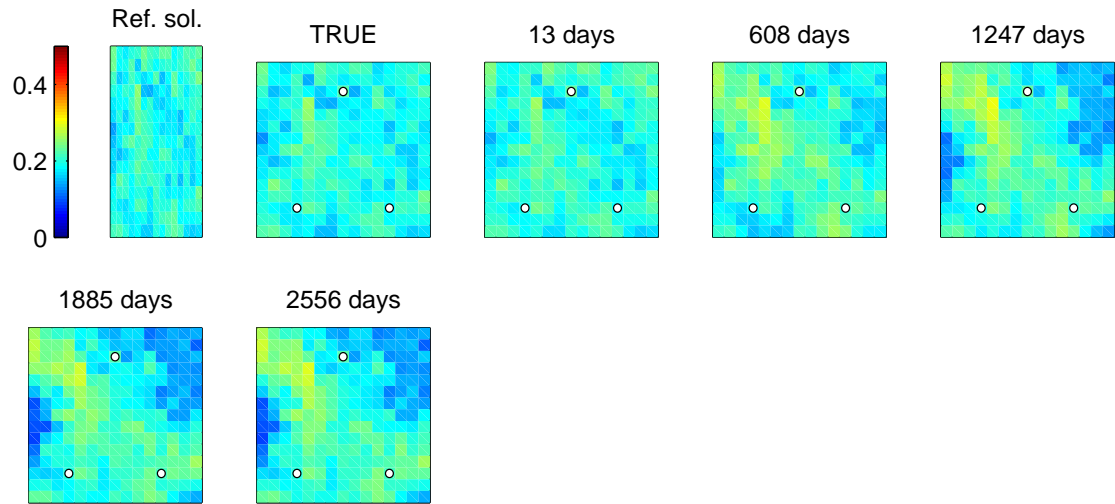 Ref. sol.
TRUE
13 days
608 days
1247 days
0.4
0.2
0
1885 days
2556 days